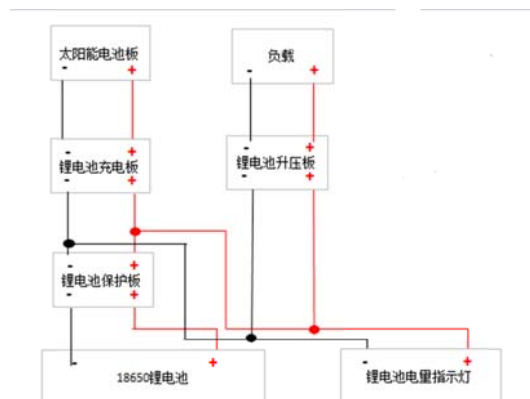 太阳能电池板
- +
负载
- +
- +
锂电池充电板
- +
- +
锂电池升压板
- +
- +
锂电池保护板
- +
- +
18650锂电池
- +
锂电池电量指示灯